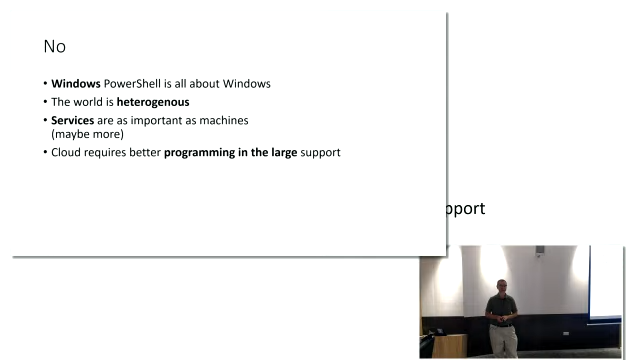 No
• Windows PowerShell is all about Windows
• The world is heterogenous
• Services are as important as machines
(maybe more)
• Cloud requires better programming in the large support
pport